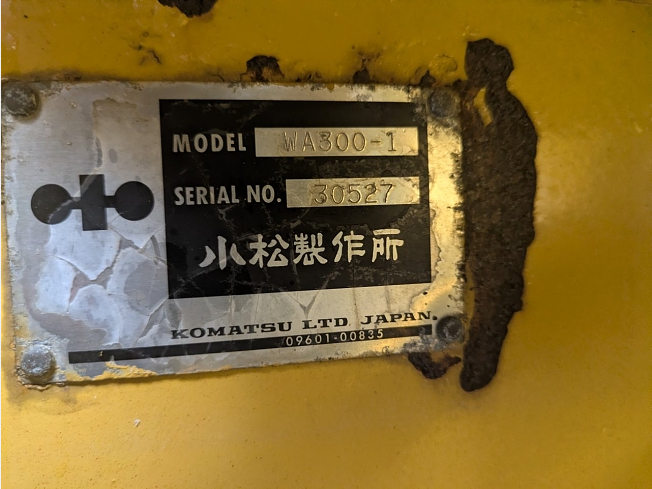 MODEL WA300-1
SERIAL NO. 30527
小松製作所
KOMATSU LTD JAPAN.
09601-00835